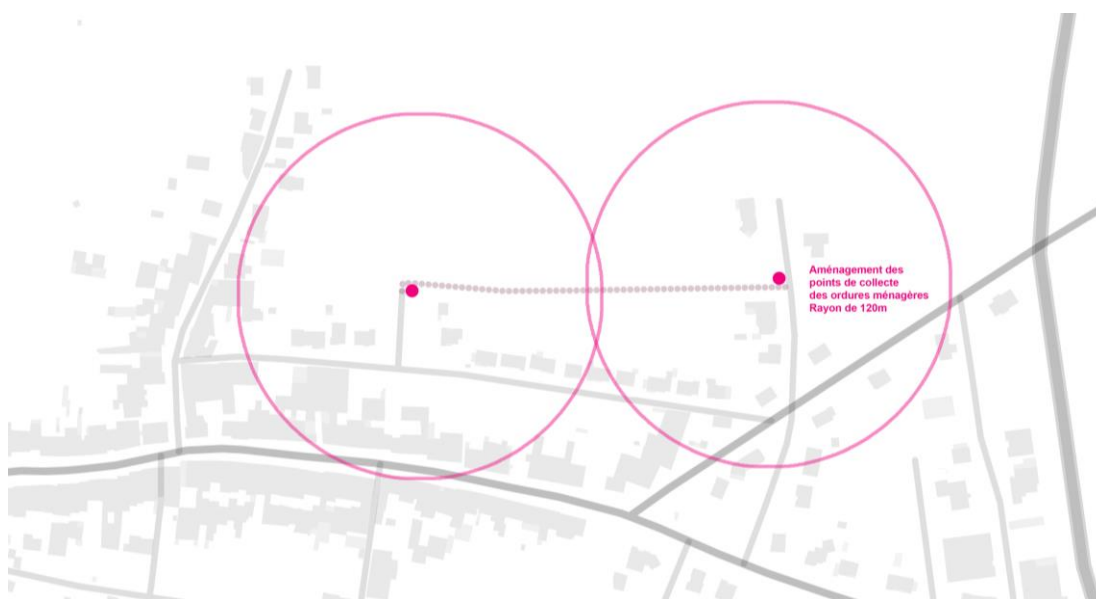 Aménagement des
points de collecte
des ordures ménagères
Rayon de 120m